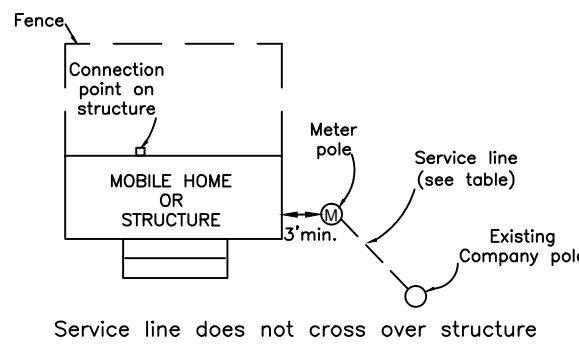 Fence
Connection
point on
structure
Meter
pole
Service line
(see table)
MOBILE HOME
OR
STRUCTURE
M
3'min.
Existing
Company pole
Service line does not cross over structure